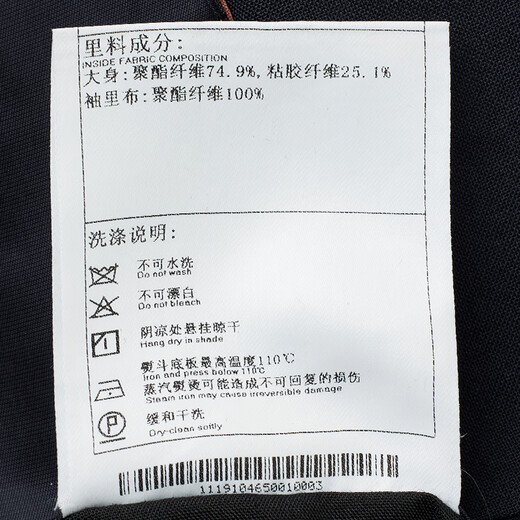 里料成分:
INSIDE FABRIC COMPOSITION
大身:聚酯纤维74.9%,粘胶纤维25.1%
袖里布:聚酯纤维100%
洗涤说明:
不可水洗
Do not wash
不可漂白
Do not bleach
阴凉处悬挂晾干
Hang dry in shade
熨斗底板最高温度110℃
Iron and press below 110℃
蒸汽熨烫可能造成不可回复的损伤
Steam iron may cause irreversible damage
P
缓和干洗
Dry-clean softly
1119104650010003